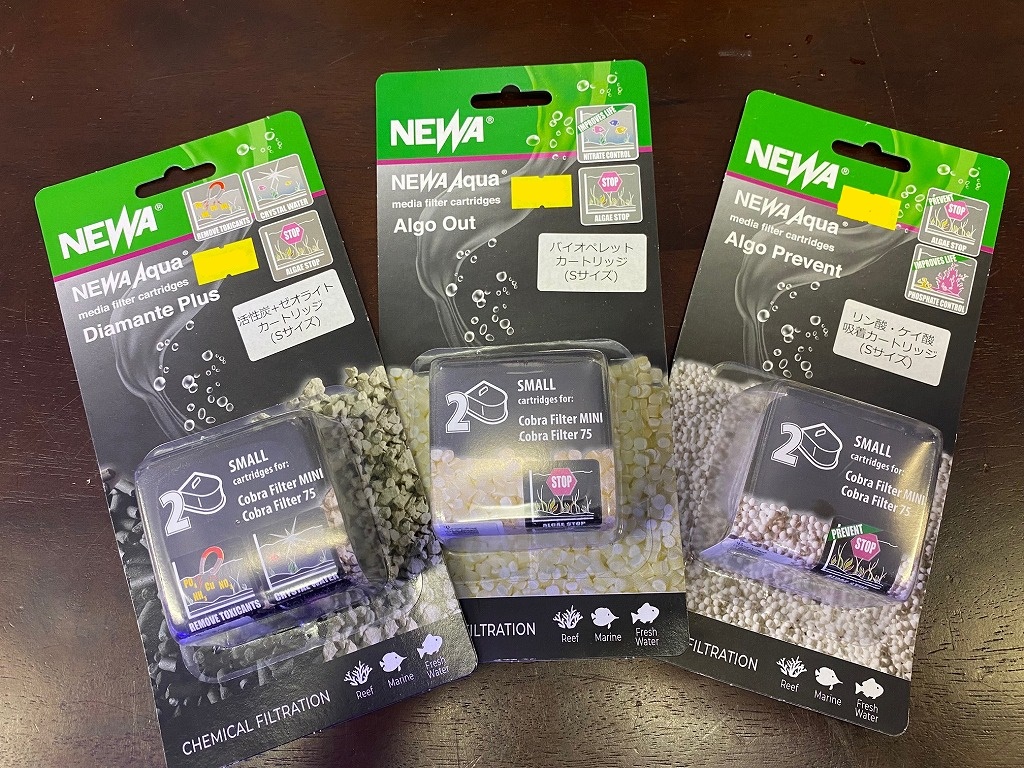 NEWA®
NEWA Aqua®
media filter cartridges
Diamante Plus
REMOVE TOXICANTS
CRYSTAL WATER
STOP
ALGAE STOP
活性炭+ゼオライト
カートリッジ
(Sサイズ)
2
SMALL
cartridges for:
Cobra Filter MINI
Cobra Filter 75
REMOVE TOXICANTS
CRYSTAL WATER
CHEMICAL FILTRATION
Reef
Marine
Fresh
Water
NEWA®
NEWA Aqua®
media filter cartridges
Algo Out
IMPROVES LIFE
NITRATE CONTROL
STOP
ALGAE STOP
バイオペレット
カートリッジ
(Sサイズ)
2
SMALL
cartridges for:
Cobra Filter MINI
Cobra Filter 75
STOP
ALGAE STOP
FILTRATION
Reef
Marine
Fresh
Water
NEWA®
NEWA Aqua®
media filter cartridges
Algo Prevent
PREVENT
STOP
ALGAE STOP
IMPROVES LIFE
PHOSPHATE CONTROL
リン酸・ケイ酸
吸着カートリッジ
(Sサイズ)
2
SMALL
cartridges for:
Cobra Filter MINI
Cobra Filter 75
PREVENT
STOP
FILTRATION
Reef
Marine
Fresh
Water